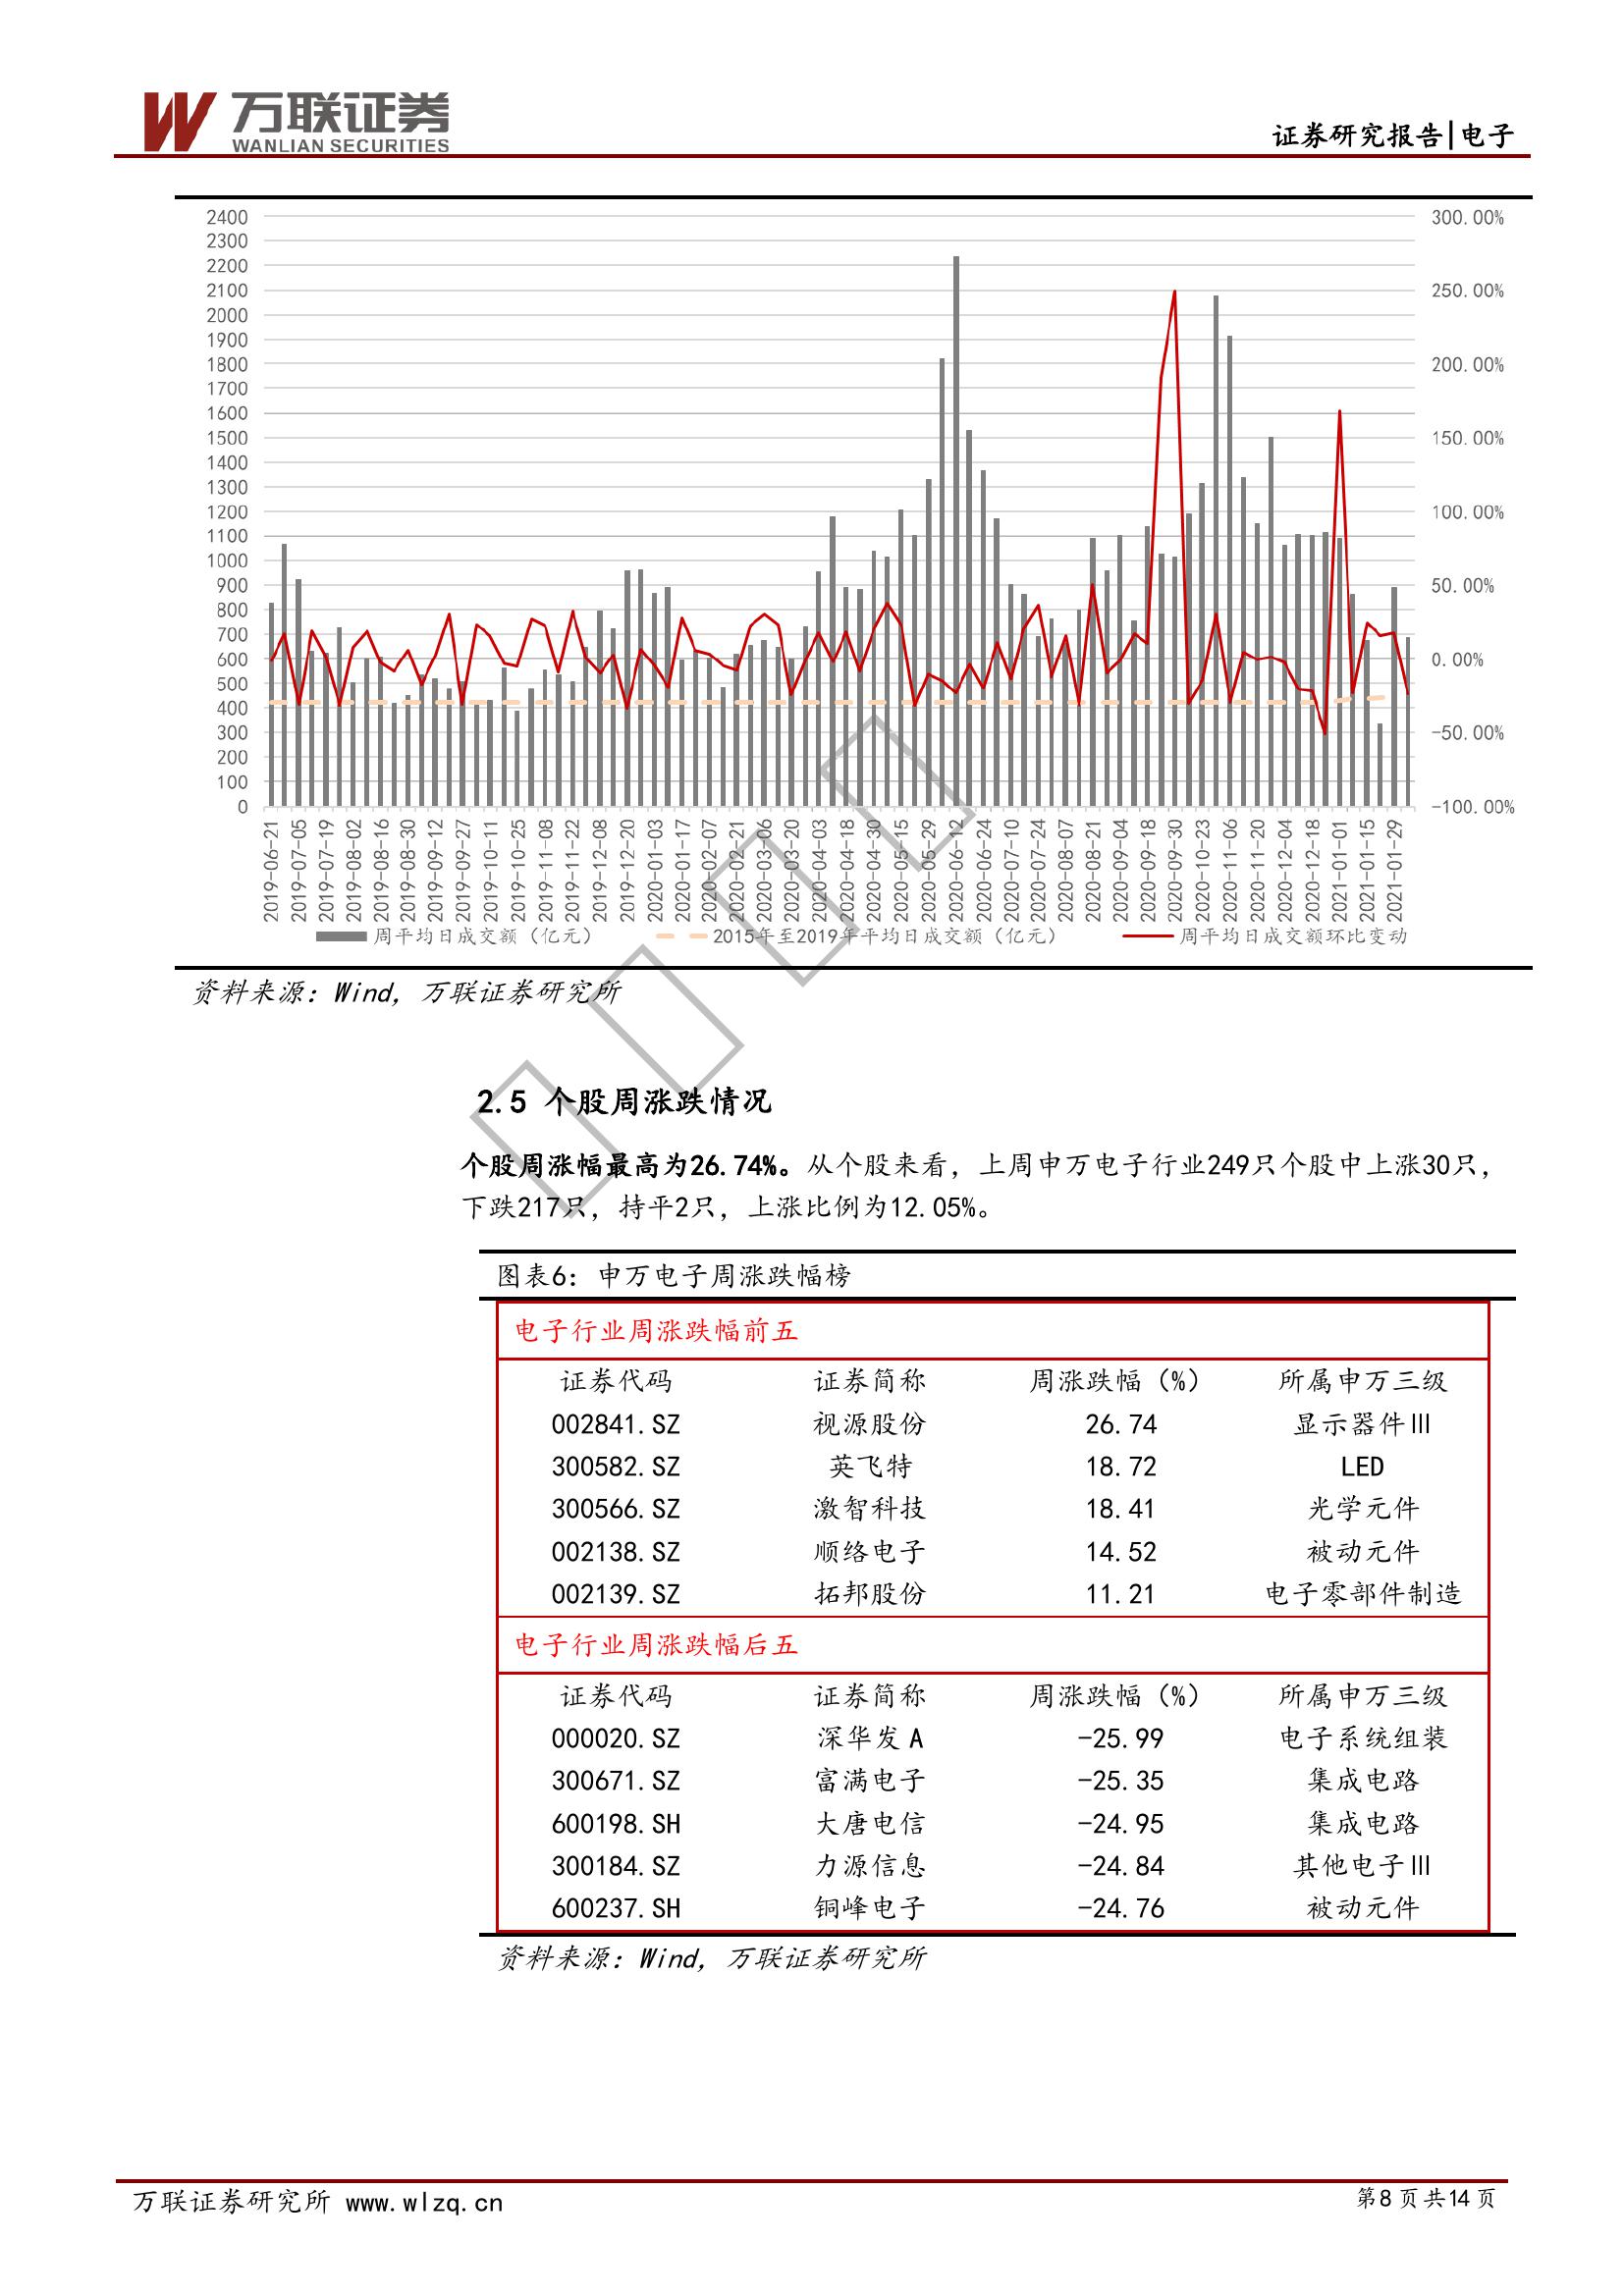 万联证券
WANLIAN SECURITIES
证券研究报告|电子
2400
2300
2200
2100
2000
1900
1800
1700
1600
1500
1400
1300
1200
1100
1000
900
800
700
600
500
400
300
200
100
0
300.00%
250.00%
200.00%
150.00%
100.00%
50.00%
0.00%
-50.00%
-100.00%
2019-06-21
2019-07-05
2019-07-19
2019-08-02
2019-08-16
2019-08-30
2019-09-12
2019-09-27
2019-10-11
2019-10-25
2019-11-08
2019-11-22
2019-12-08
2019-12-20
2020-01-03
2020-01-17
2020-02-07
2020-02-21
2020-03-06
2020-03-20
2020-04-03
2020-04-18
2020-04-30
2020-05-15
2020-05-29
2020-06-12
2020-06-24
2020-07-10
2020-07-24
2020-08-07
2020-08-21
2020-09-04
2020-09-18
2020-09-30
2020-10-23
2020-11-06
2020-11-20
2020-12-04
2020-12-18
2021-01-01
2021-01-15
2021-01-29
周平均日成交额（亿元） 2015年至2019年平均日成交额（亿元） 周平均日成交额环比变动
资料来源：Wind，万联证券研究所
2.5 个股周涨跌情况
个股周涨幅最高为26.74%。从个股来看，上周申万电子行业249只个股中上涨30只，
下跌217只，持平2只，上涨比例为12.05%。
图表6：申万电子周涨跌幅榜
电子行业周涨跌幅前五
证券代码 证券简称 周涨跌幅（%） 所属申万三级
002841.SZ 视源股份 26.74 显示器件Ⅲ
300582.SZ 英飞特 18.72 LED
300566.SZ 激智科技 18.41 光学元件
002138.SZ 顺络电子 14.52 被动元件
002139.SZ 拓邦股份 11.21 电子零部件制造
电子行业周涨跌幅后五
证券代码 证券简称 周涨跌幅（%） 所属申万三级
000020.SZ 深华发 A -25.99 电子系统组装
300671.SZ 富满电子 -25.35 集成电路
600198.SH 大唐电信 -24.95 集成电路
300184.SZ 力源信息 -24.84 其他电子Ⅲ
600237.SH 铜峰电子 -24.76 被动元件
资料来源：Wind，万联证券研究所
万联证券研究所 www.wlzq.cn
第8页共14页